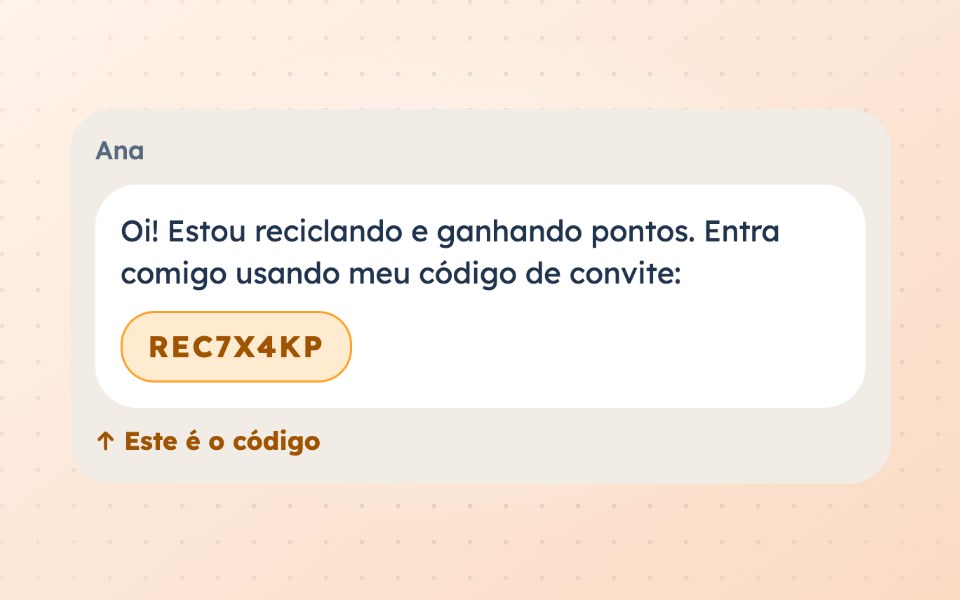 Ana
Oi! Estou reciclando e ganhando pontos. Entra
comigo usando meu código de convite:
REC7X4KP
↑ Este é o código